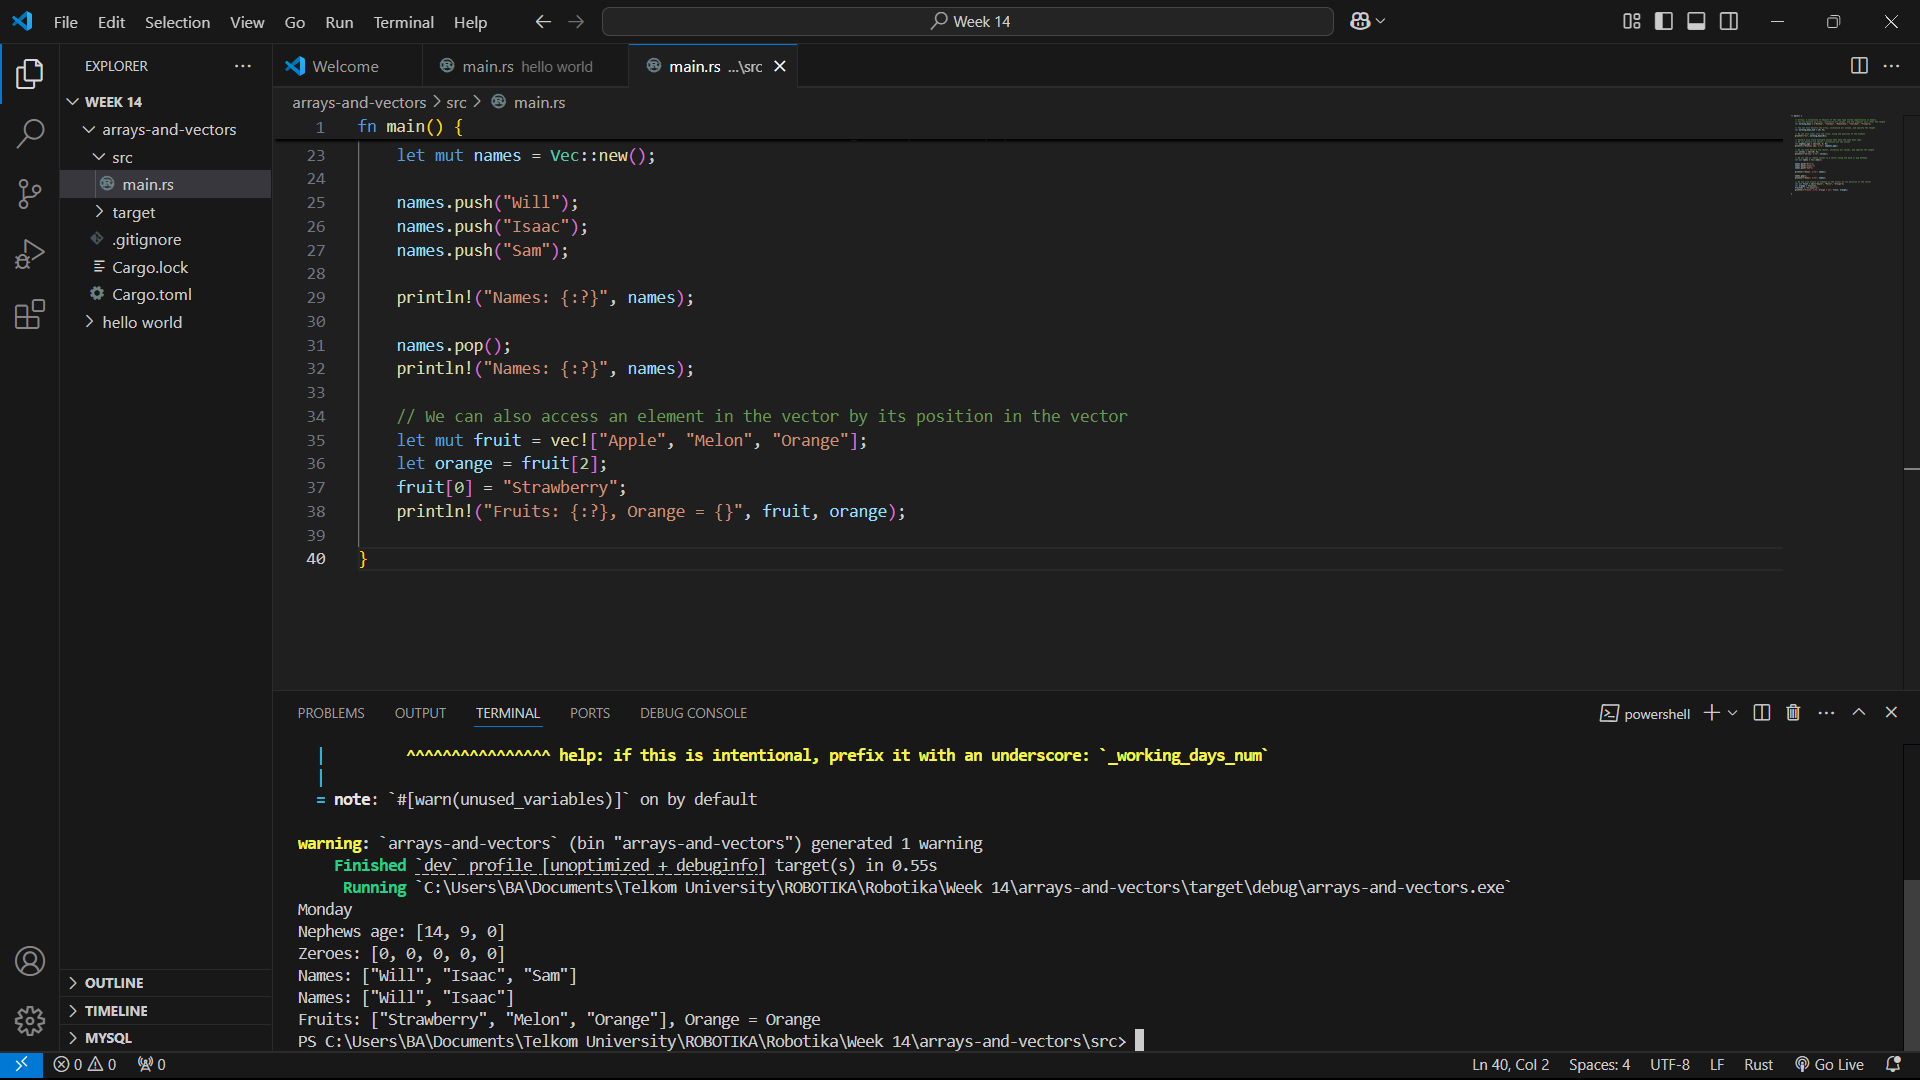 File Edit Selection View Go Run Terminal Help
Week 14
EXPLORER
WEEK 14
arrays-and-vectors
src
main.rs
target
.gitignore
Cargo.lock
Cargo.toml
hello world
OUTLINE
TIMELINE
MYSQL
Welcome
main.rs hello world
main.rs ...\src
arrays-and-vectors > src > main.rs
1 fn main() {
23 let mut names = Vec::new();
24
25 names.push("Will");
26 names.push("Isaac");
27 names.push("Sam");
28
29 println!("Names: {:?}", names);
30
31 names.pop();
32 println!("Names: {:?}", names);
33
34 // We can also access an element in the vector by its position in the vector
35 let mut fruit = vec!["Apple", "Melon", "Orange"];
36 let orange = fruit[2];
37 fruit[0] = "Strawberry";
38 println!("Fruits: {:?}, Orange = {}", fruit, orange);
39
40 }
PROBLEMS OUTPUT TERMINAL PORTS DEBUG CONSOLE
powershell
| ^^^^^^^^^^^^^^^^ help: if this is intentional, prefix it with an underscore: `_working_days_num`
|
= note: `#[warn(unused_variables)]` on by default
warning: `arrays-and-vectors` (bin "arrays-and-vectors") generated 1 warning
Finished `dev` profile [unoptimized + debuginfo] target(s) in 0.55s
Running `C:\Users\BA\Documents\Telkom University\ROBOTIKA\Robotika\Week 14\arrays-and-vectors\target\debug\arrays-and-vectors.exe`
Monday
Nephews age: [14, 9, 0]
Zeroes: [0, 0, 0, 0, 0]
Names: ["Will", "Isaac", "Sam"]
Names: ["Will", "Isaac"]
Fruits: ["Strawberry", "Melon", "Orange"], Orange = Orange
PS C:\Users\BA\Documents\Telkom University\ROBOTIKA\Robotika\Week 14\arrays-and-vectors\src>
0 0 0
Ln 40, Col 2 Spaces: 4 UTF-8 LF Rust Go Live